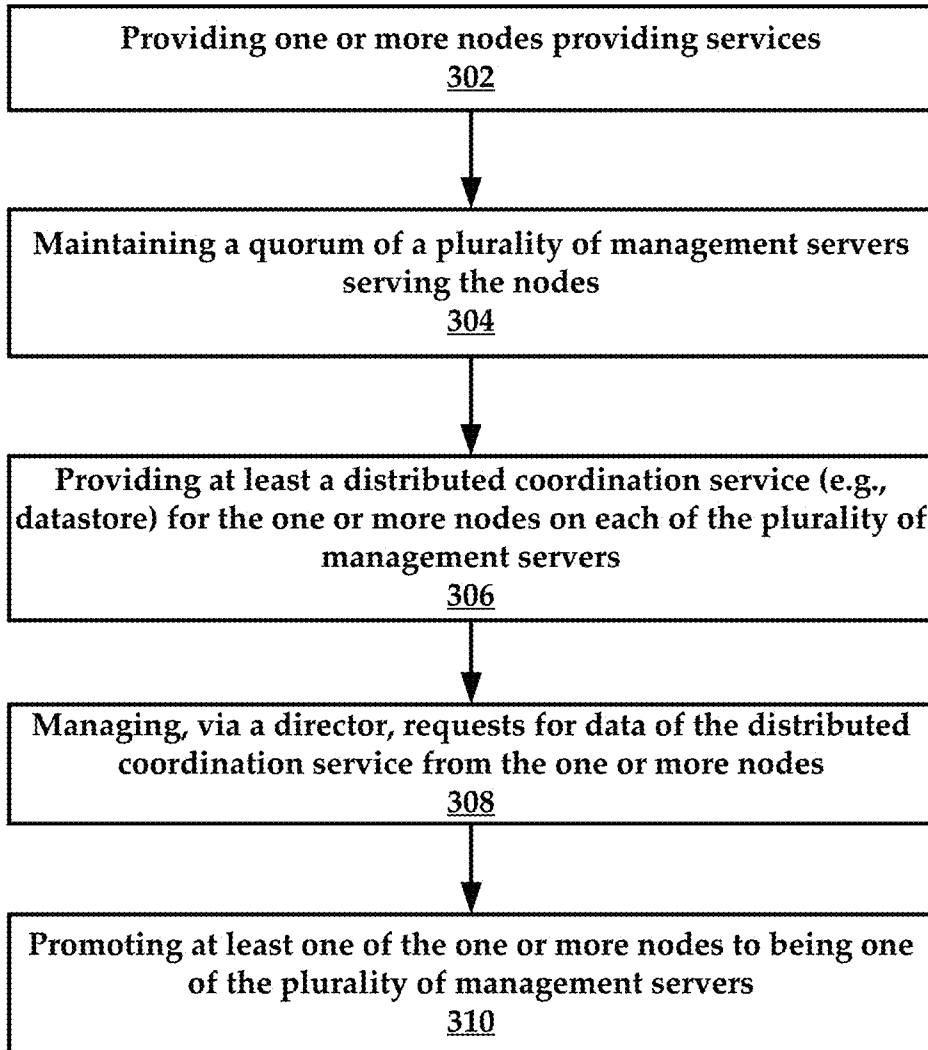 Providing one or more nodes providing services
302
Maintaining a quorum of a plurality of management servers
serving the nodes
304
Providing at least a distributed coordination service (e.g.,
datastore) for the one or more nodes on each of the plurality of
management servers
306
Managing, via a director, requests for data of the distributed
coordination service from the one or more nodes
308
Promoting at least one of the one or more nodes to being one
of the plurality of management servers
310